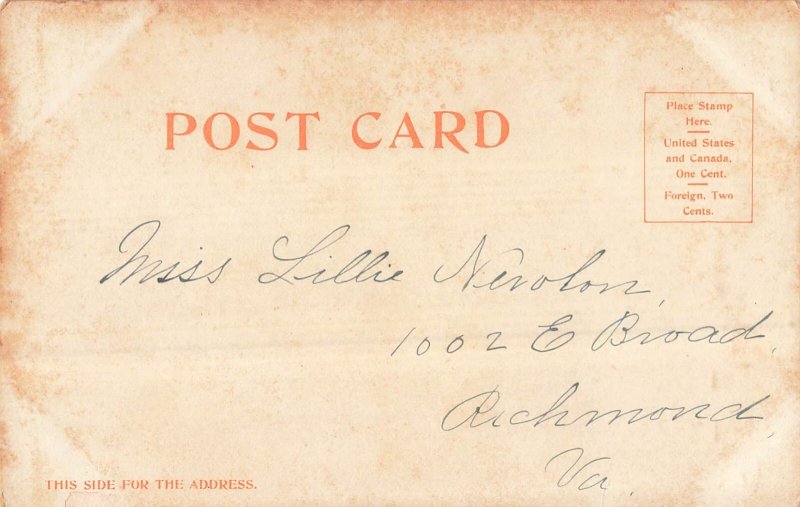 POST CARD
Place Stamp
Here.
United States
and Canada,
One Cent.
Foreign, Two
Cents.
Miss Lillie Newton,
1002 E Broad,
Richmond,
Va.
THIS SIDE FOR THE ADDRESS.